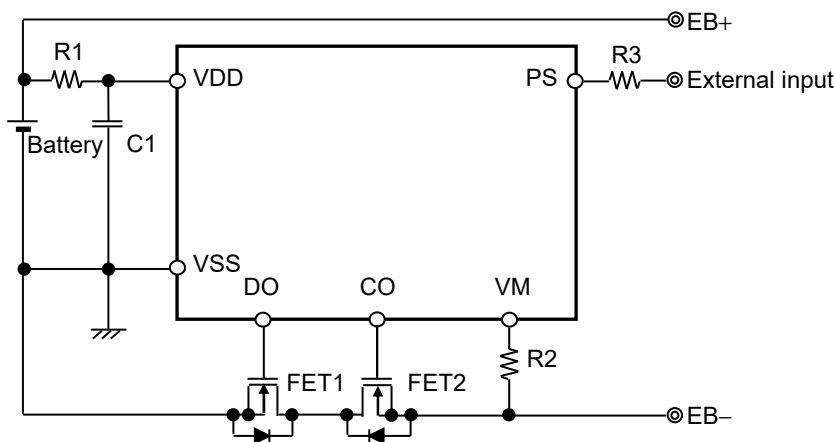 EB+
R1
R3
VDD
PS
External input
Battery
C1
VSS
DO
CO
VM
R2
FET1
FET2
EB−